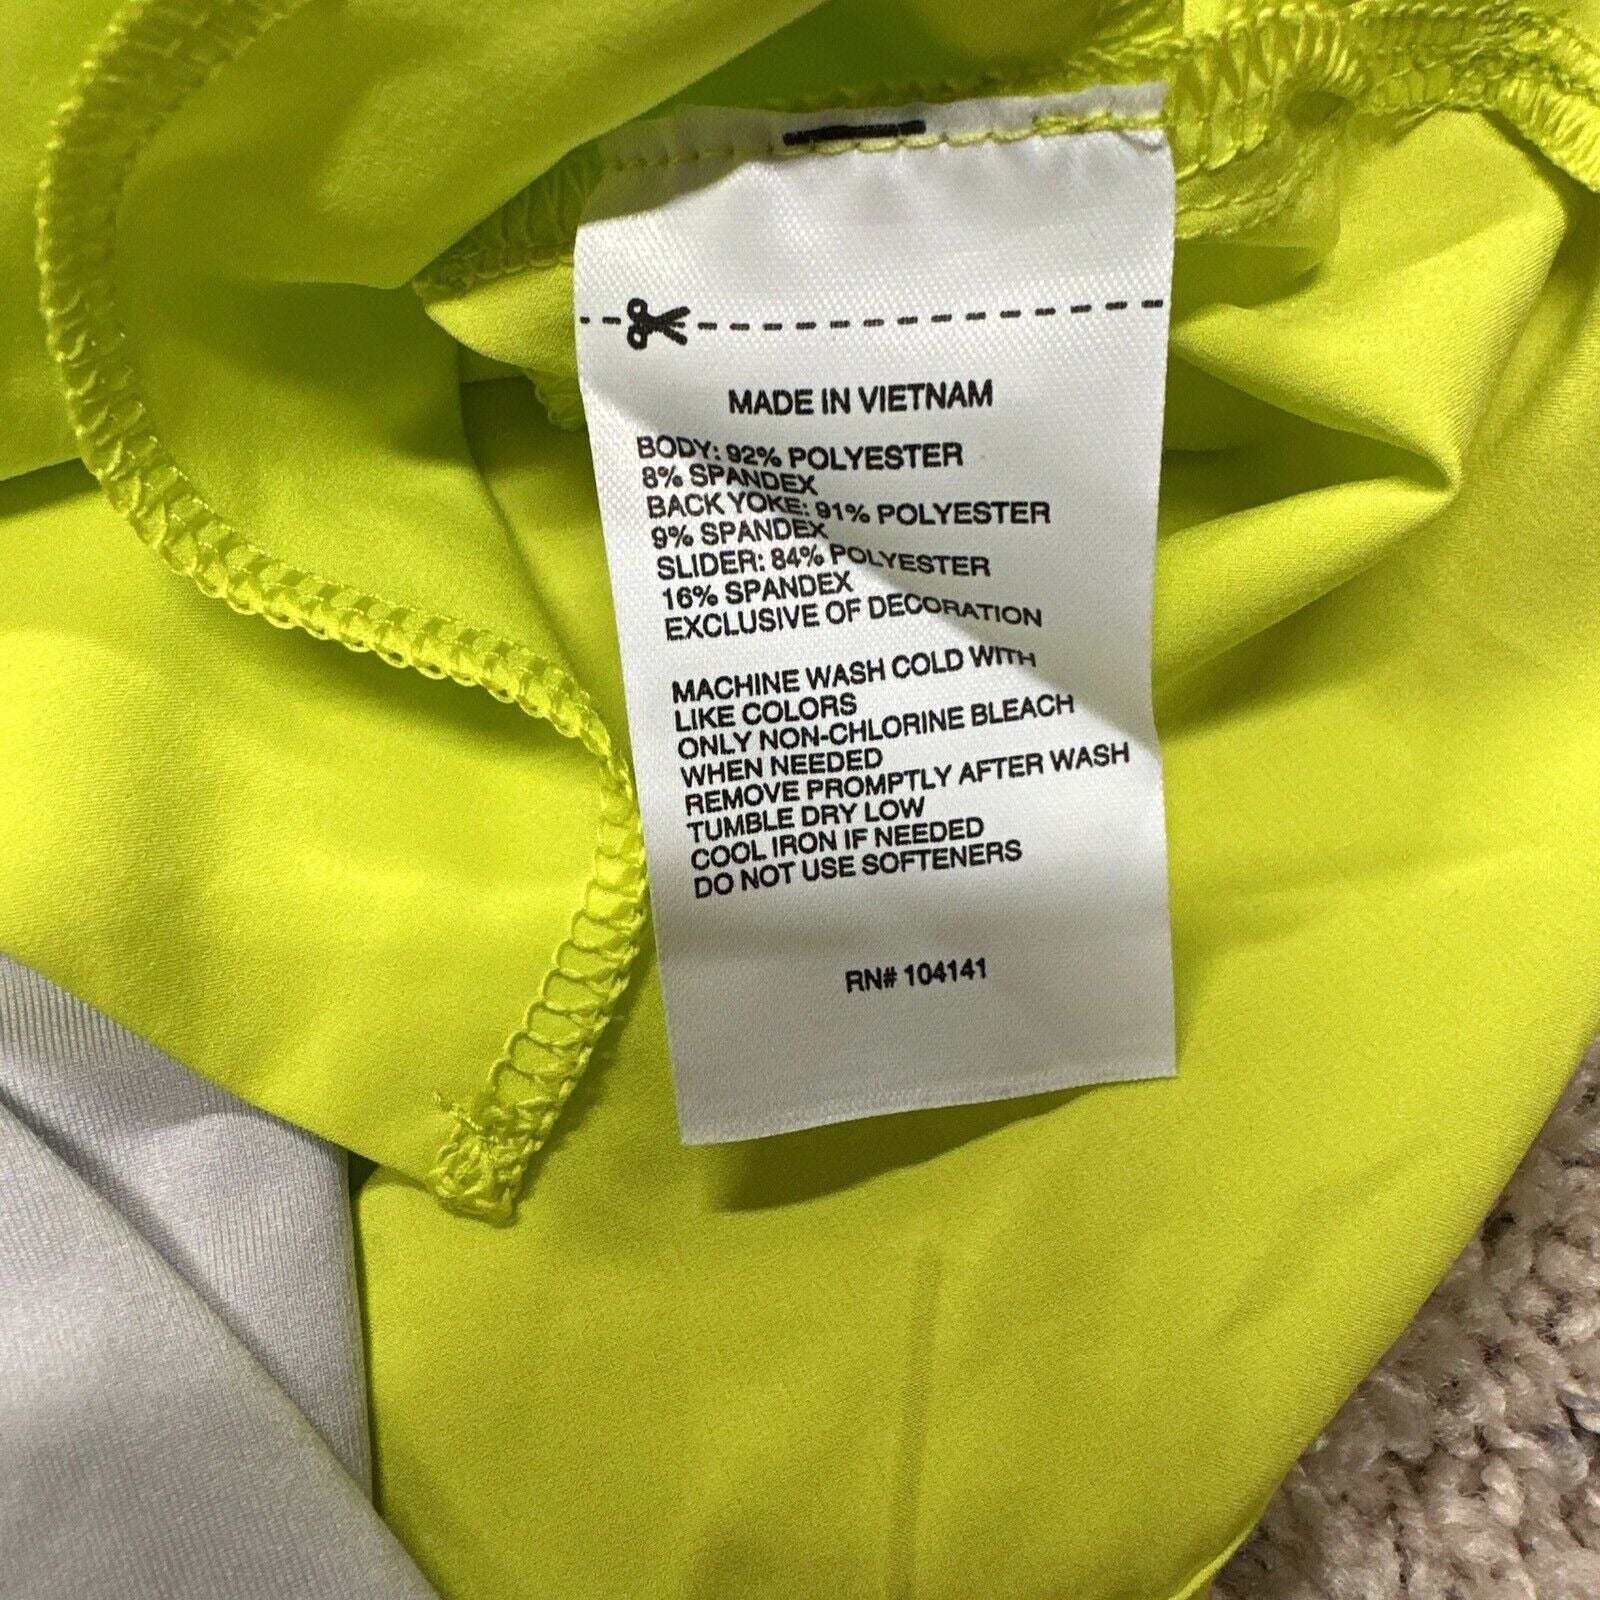 MADE IN VIETNAM
BODY: 92% POLYESTER
8% SPANDEX
BACK YOKE: 91% POLYESTER
9% SPANDEX
SLIDER: 84% POLYESTER
16% SPANDEX
EXCLUSIVE OF DECORATION
MACHINE WASH COLD WITH
LIKE COLORS
ONLY NON-CHLORINE BLEACH
WHEN NEEDED
REMOVE PROMPTLY AFTER WASH
TUMBLE DRY LOW
COOL IRON IF NEEDED
DO NOT USE SOFTENERS
RN# 104141